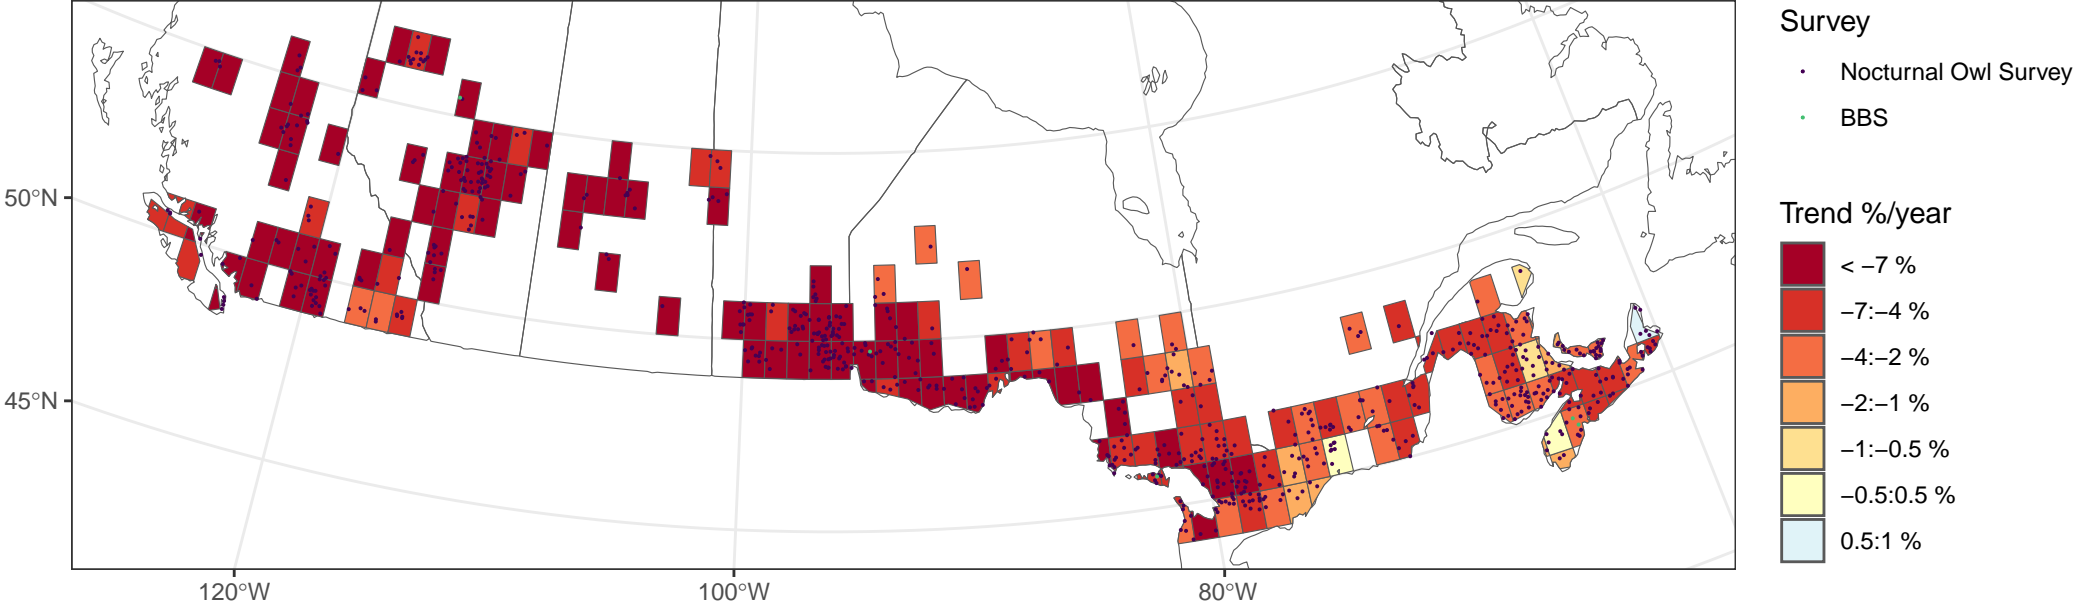 Survey
Nocturnal Owl Survey
BBS
Trend %/year
< −7 %
−7:−4 %
−4:−2 %
−2:−1 %
−1:−0.5 %
−0.5:0.5 %
0.5:1 %
50°N
45°N
120°W
100°W
80°W